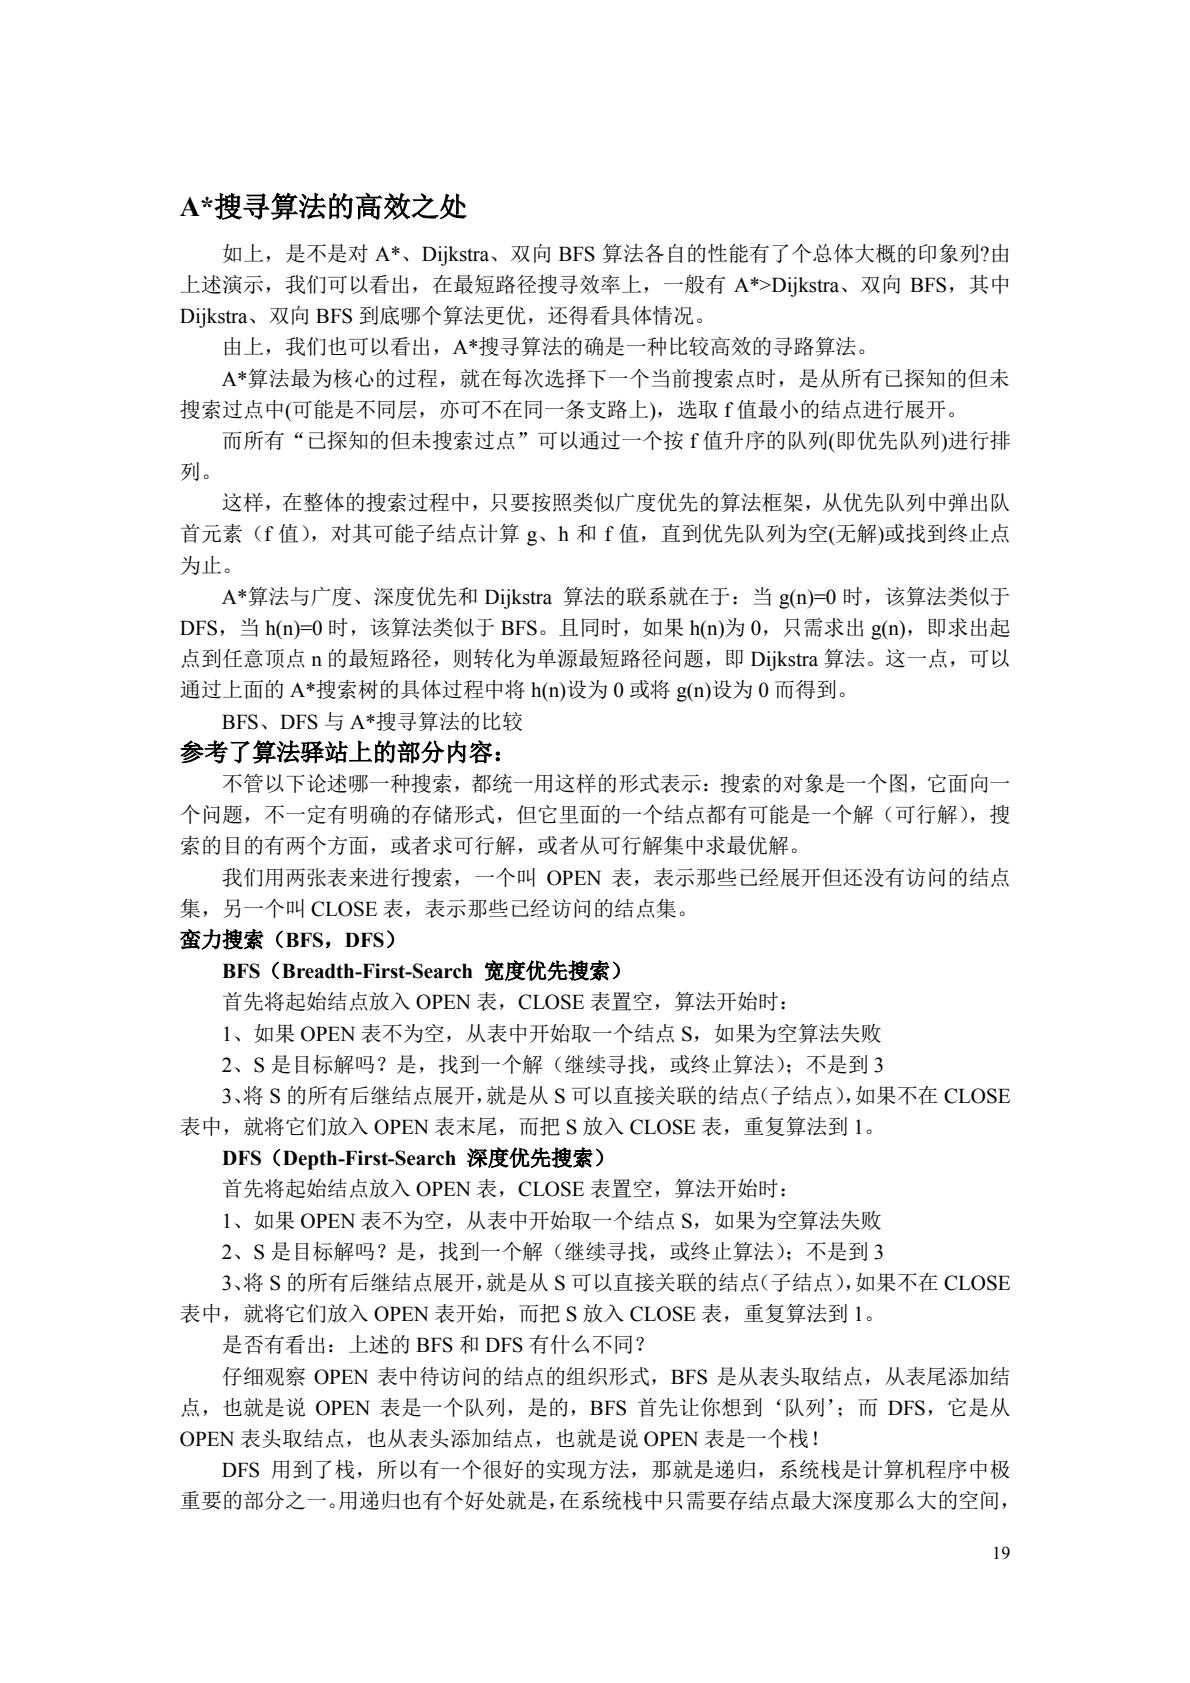 A*搜寻算法的高效之处
如上，是不是对 A*、Dijkstra、双向 BFS 算法各自的性能有了个总体大概的印象列?由
上述演示，我们可以看出，在最短路径搜寻效率上，一般有 A*>Dijkstra、双向 BFS，其中
Dijkstra、双向 BFS 到底哪个算法更优，还得看具体情况。
由上，我们也可以看出，A*搜寻算法的确是一种比较高效的寻路算法。
A*算法最为核心的过程，就在每次选择下一个当前搜索点时，是从所有已探知的但未
搜索过点中(可能是不同层，亦可不在同一条支路上)，选取 f 值最小的结点进行展开。
而所有“已探知的但未搜索过点”可以通过一个按 f 值升序的队列(即优先队列)进行排
列。
这样，在整体的搜索过程中，只要按照类似广度优先的算法框架，从优先队列中弹出队
首元素（f 值），对其可能子结点计算 g、h 和 f 值，直到优先队列为空(无解)或找到终止点
为止。
A*算法与广度、深度优先和 Dijkstra 算法的联系就在于：当 g(n)=0 时，该算法类似于
DFS，当 h(n)=0 时，该算法类似于 BFS。且同时，如果 h(n)为 0，只需求出 g(n)，即求出起
点到任意顶点 n 的最短路径，则转化为单源最短路径问题，即 Dijkstra 算法。这一点，可以
通过上面的 A*搜索树的具体过程中将 h(n)设为 0 或将 g(n)设为 0 而得到。
BFS、DFS 与 A*搜寻算法的比较
参考了算法驿站上的部分内容：
不管以下论述哪一种搜索，都统一用这样的形式表示：搜索的对象是一个图，它面向一
个问题，不一定有明确的存储形式，但它里面的一个结点都有可能是一个解（可行解），搜
索的目的有两个方面，或者求可行解，或者从可行解集中求最优解。
我们用两张表来进行搜索，一个叫 OPEN 表，表示那些已经展开但还没有访问的结点
集，另一个叫 CLOSE 表，表示那些已经访问的结点集。
蛮力搜索（BFS，DFS）
BFS（Breadth-First-Search 宽度优先搜索）
首先将起始结点放入 OPEN 表，CLOSE 表置空，算法开始时：
1、如果 OPEN 表不为空，从表中开始取一个结点 S，如果为空算法失败
2、S 是目标解吗？是，找到一个解（继续寻找，或终止算法）；不是到 3
3、将 S 的所有后继结点展开，就是从 S 可以直接关联的结点（子结点），如果不在 CLOSE
表中，就将它们放入 OPEN 表末尾，而把 S 放入 CLOSE 表，重复算法到 1。
DFS（Depth-First-Search 深度优先搜索）
首先将起始结点放入 OPEN 表，CLOSE 表置空，算法开始时：
1、如果 OPEN 表不为空，从表中开始取一个结点 S，如果为空算法失败
2、S 是目标解吗？是，找到一个解（继续寻找，或终止算法）；不是到 3
3、将 S 的所有后继结点展开，就是从 S 可以直接关联的结点（子结点），如果不在 CLOSE
表中，就将它们放入 OPEN 表开始，而把 S 放入 CLOSE 表，重复算法到 1。
是否有看出：上述的 BFS 和 DFS 有什么不同？
仔细观察 OPEN 表中待访问的结点的组织形式，BFS 是从表头取结点，从表尾添加结
点，也就是说 OPEN 表是一个队列，是的，BFS 首先让你想到‘队列’；而 DFS，它是从
OPEN 表头取结点，也从表头添加结点，也就是说 OPEN 表是一个栈！
DFS 用到了栈，所以有一个很好的实现方法，那就是递归，系统栈是计算机程序中极
重要的部分之一。用递归也有个好处就是，在系统栈中只需要存结点最大深度那么大的空间，
19